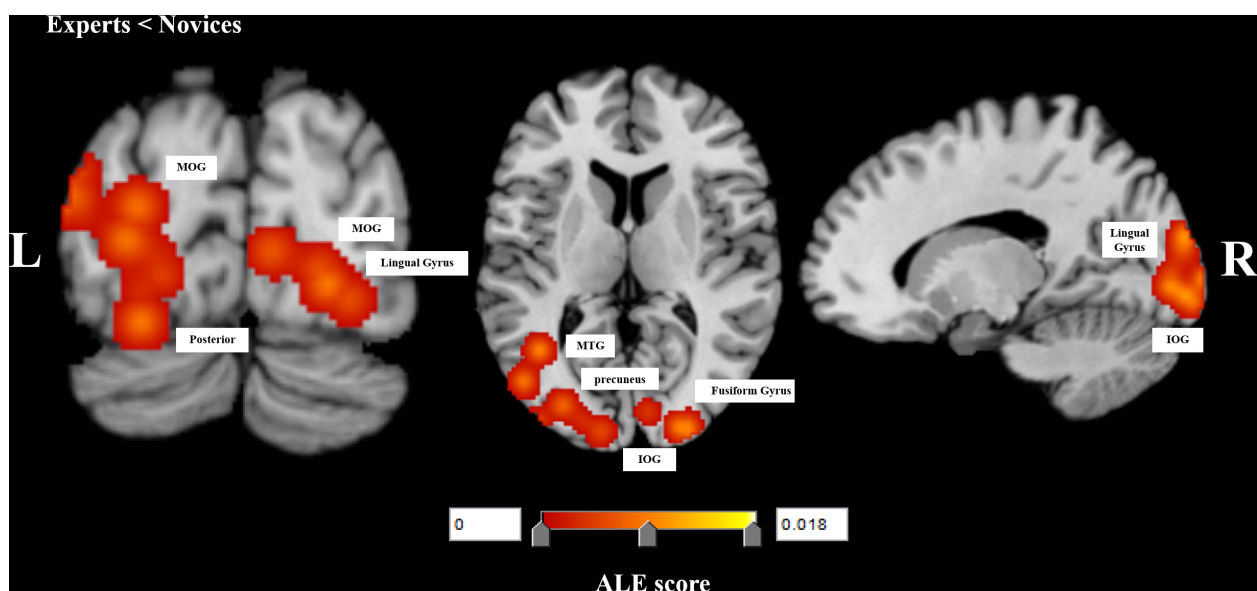 Experts < Novices
MOG
MOG
Lingual Gyrus
Posterior
L
MTG
precuneus
Fusiform Gyrus
IOG
Lingual
Gyrus
R
IOG
0
0.018
ALE score